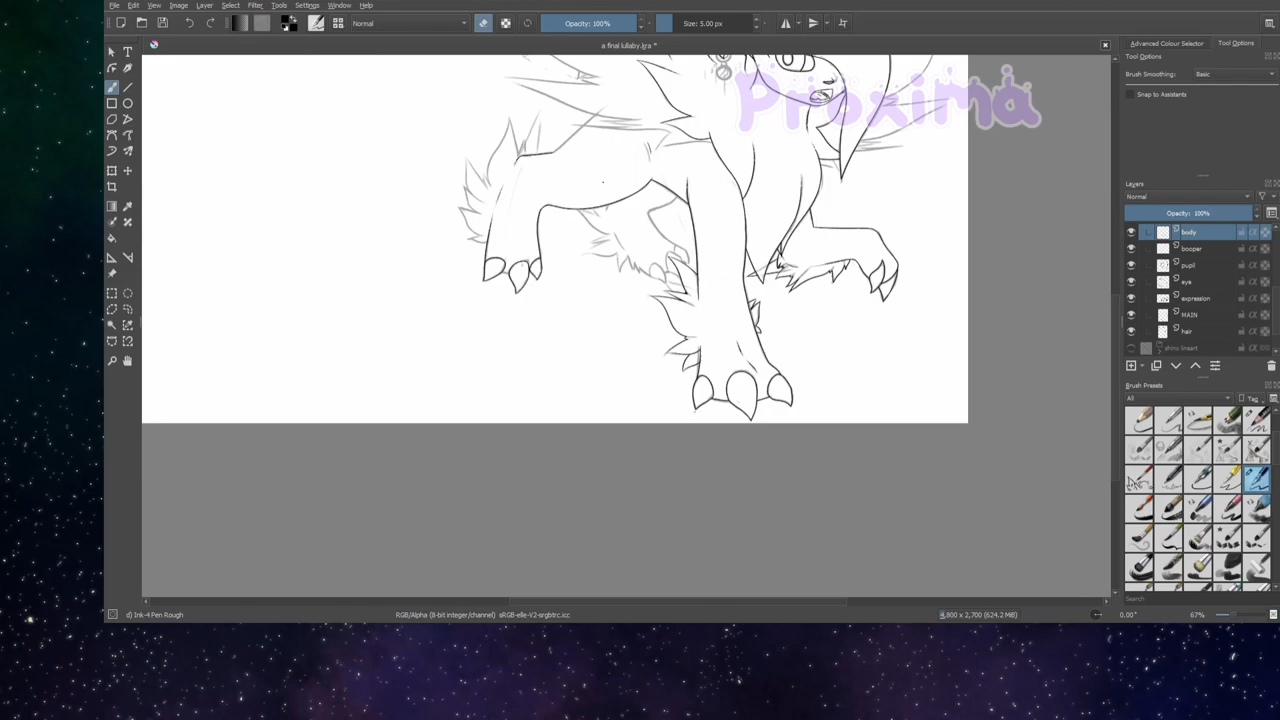 File Edit View Image Layer Select Filter Tools Settings Window Help
Normal Opacity: 100% Size: 5.00 px
a final lullaby.kra *
Proxima
Advanced Colour Selector Tool Options
Tool Options
Brush Smoothing: Basic
Snap to Assistants
Layers
Normal
Opacity: 100%
body
booper
pupil
eye
expression
MAIN
hair
shino lineart
Brush Presets
All Tag
Search
d) Ink-4 Pen Rough RGB/Alpha (8-bit integer/channel) sRGB-elle-V2-srgbtrc.icc 4,800 x 2,700 (624.2 MiB) 0.00° 67%